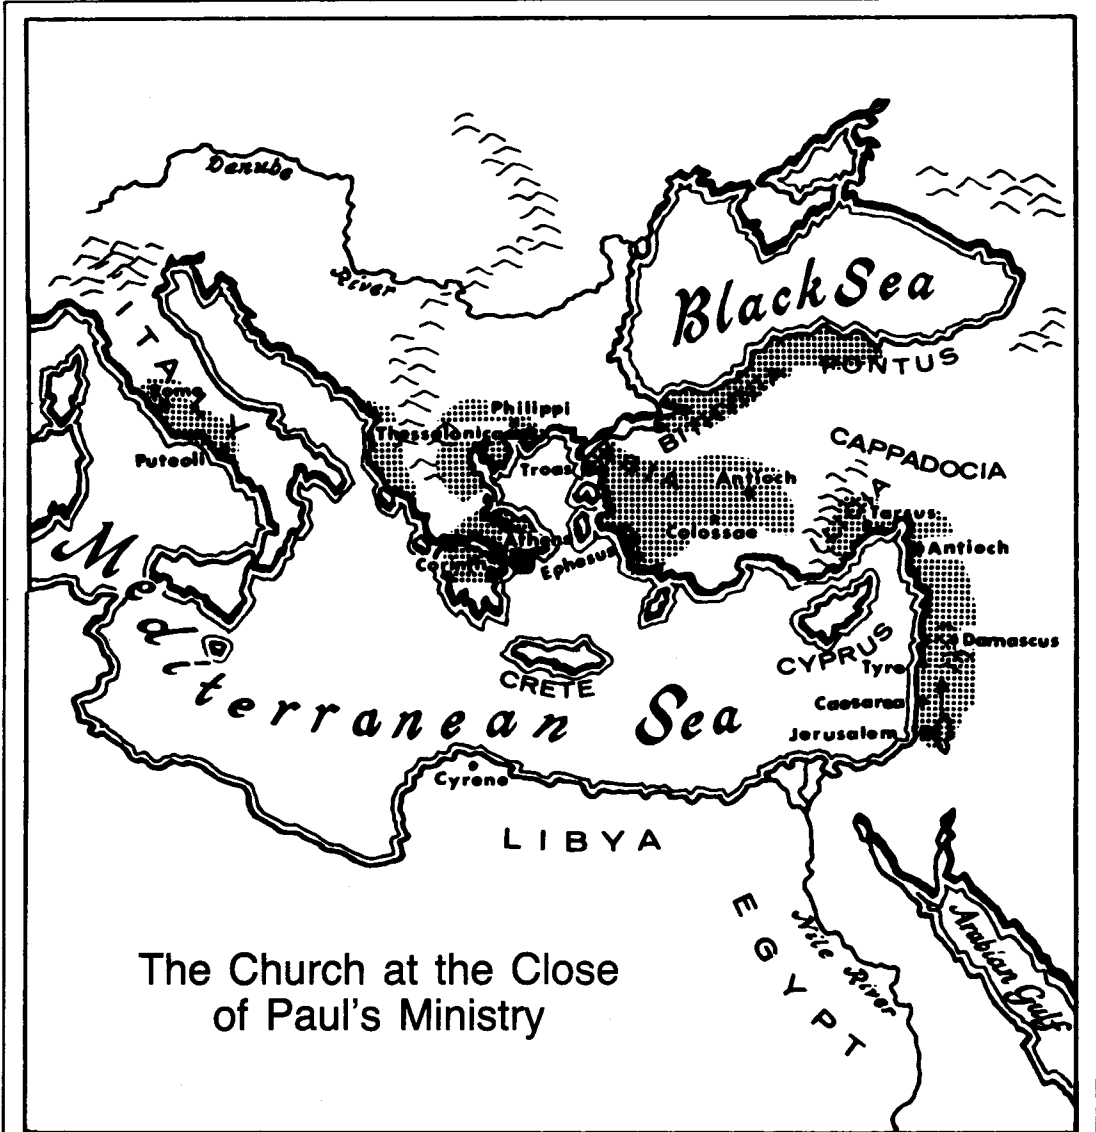 Danube
River
ITALY
Black Sea
PONTUS
Rome
Philippi
BITHYNIA
Thessalonica
CAPPADOCIA
Puteoli
Troas
Antioch
Tarsus
Colossae
Athens
Corinth
Ephesus
Antioch
Mediterranean Sea
Damascus
CYPRUS
Tyre
CRETE
Caesarea
Jerusalem
Cyrene
LIBYA
EGYPT
Nile River
Arabian Gulf
The Church at the Close
of Paul's Ministry